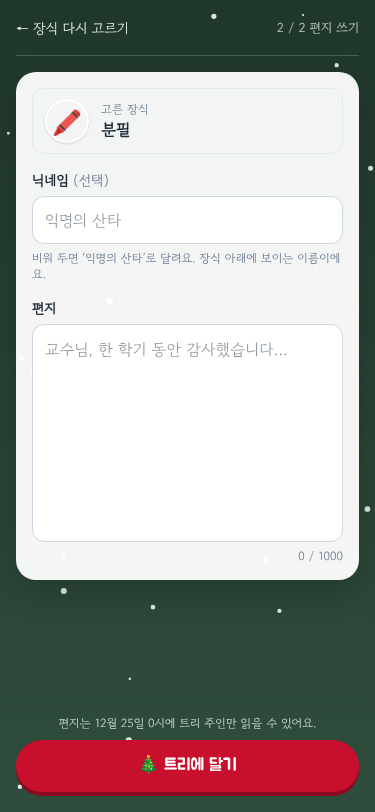 ← 장식 다시 고르기
2 / 2 편지 쓰기
고른 장식
분필
닉네임 (선택)
익명의 산타
비워 두면 '익명의 산타'로 달려요. 장식 아래에 보이는 이름이에
요.
편지
교수님, 한 학기 동안 감사했습니다...
0 / 1000
편지는 12월 25일 0시에 트리 주인만 읽을 수 있어요.
🎄 트리에 달기